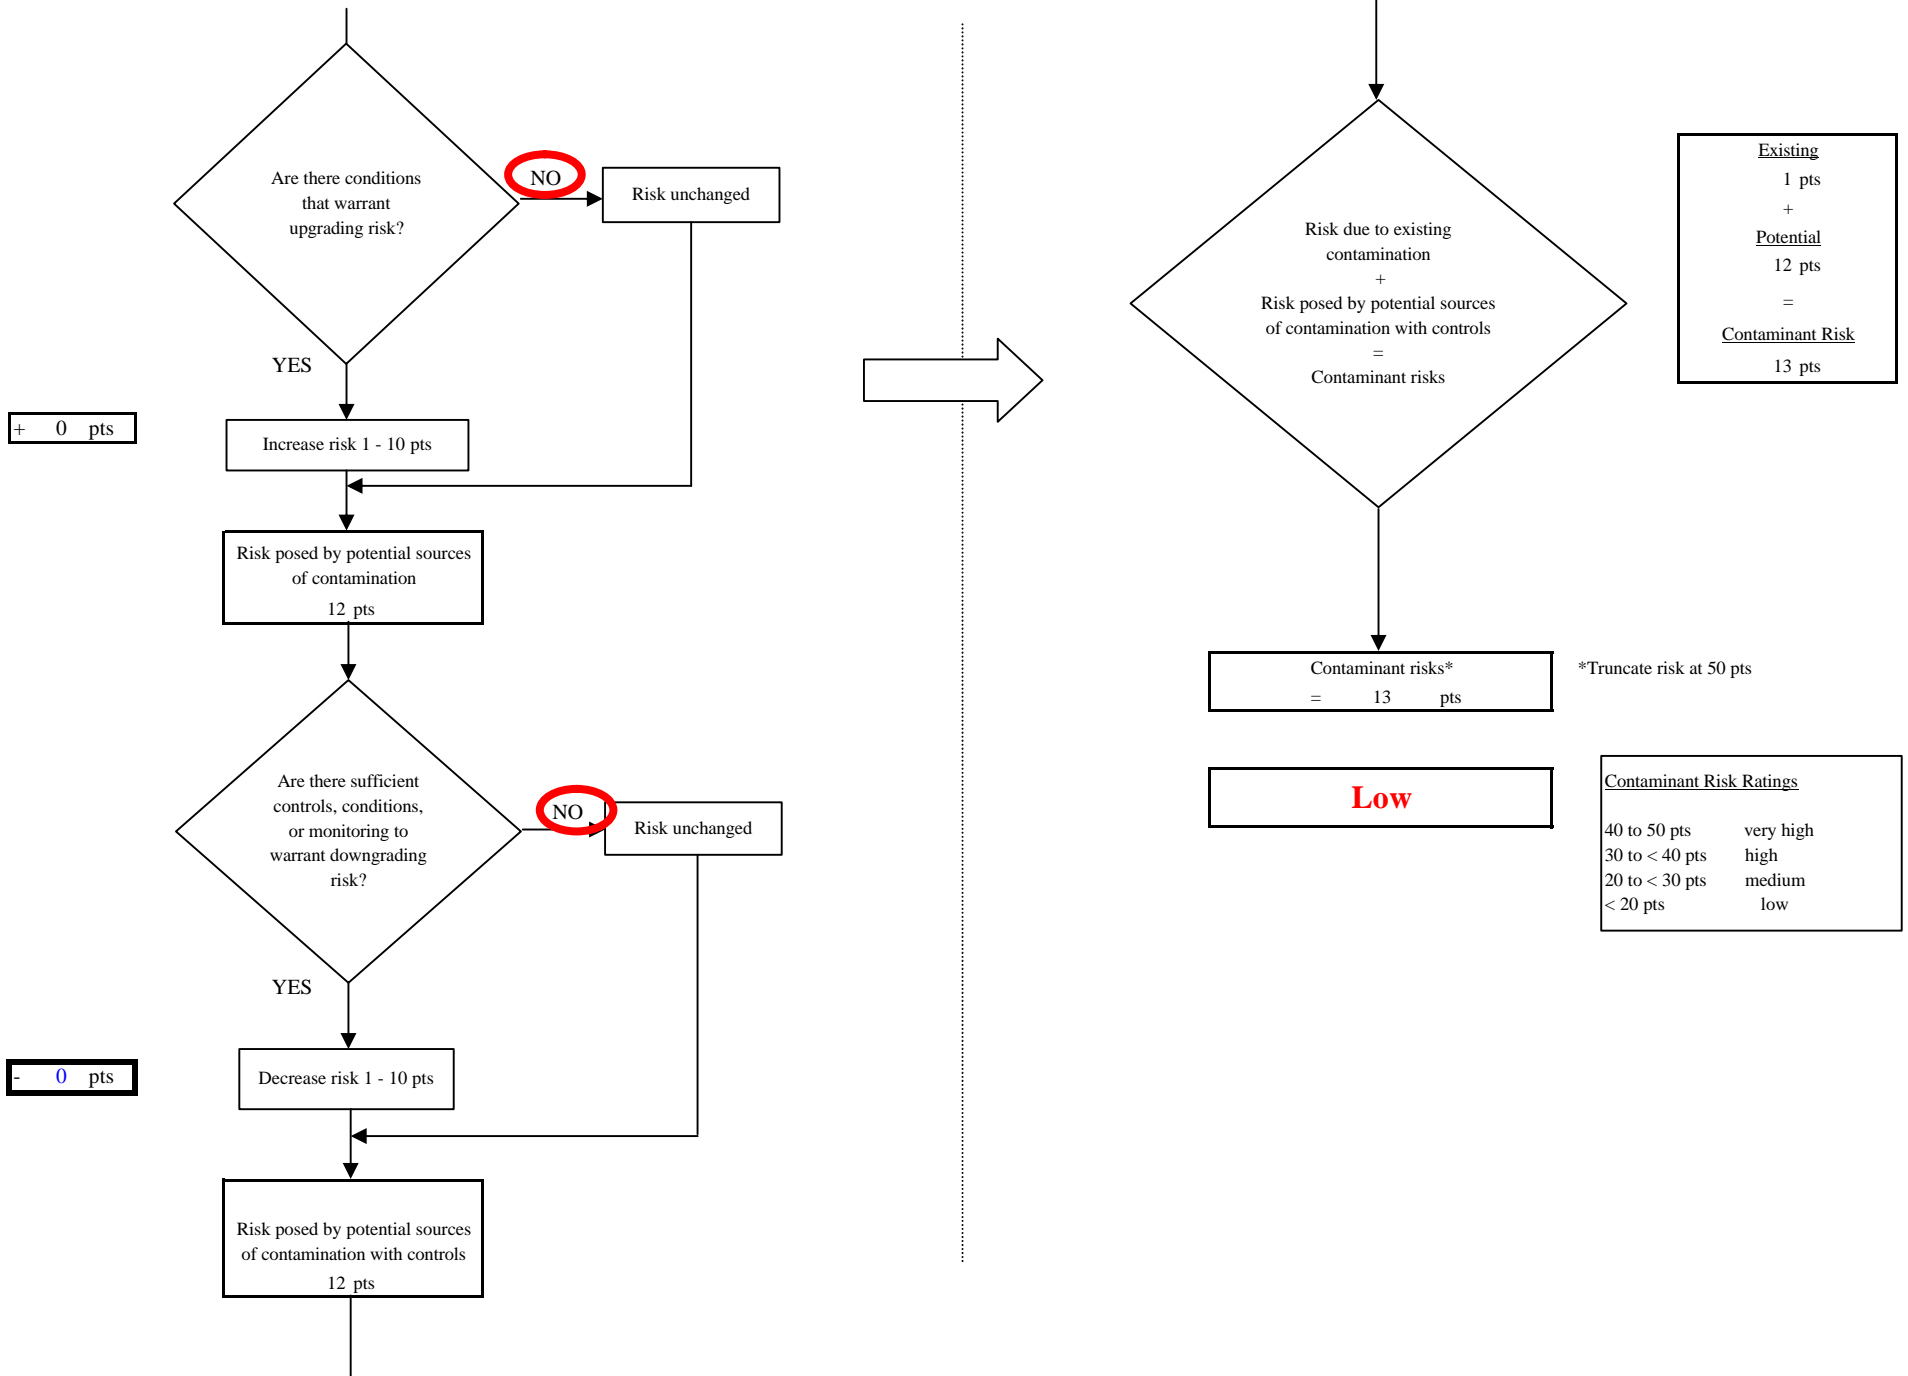 Are there conditions
that warrant
upgrading risk?
NO
Risk unchanged
YES
+ 0 pts
Increase risk 1 - 10 pts
Risk posed by potential sources
of contamination
12 pts
Are there sufficient
controls, conditions,
or monitoring to
warrant downgrading
risk?
NO
Risk unchanged
YES
- 0 pts
Decrease risk 1 - 10 pts
Risk posed by potential sources
of contamination with controls
12 pts
Risk due to existing
contamination
+
Risk posed by potential sources
of contamination with controls
=
Contaminant risks
Existing
1 pts
+
Potential
12 pts
=
Contaminant Risk
13 pts
Contaminant risks*
= 13 pts
*Truncate risk at 50 pts
Low
Contaminant Risk Ratings
40 to 50 pts very high
30 to < 40 pts high
20 to < 30 pts medium
< 20 pts low